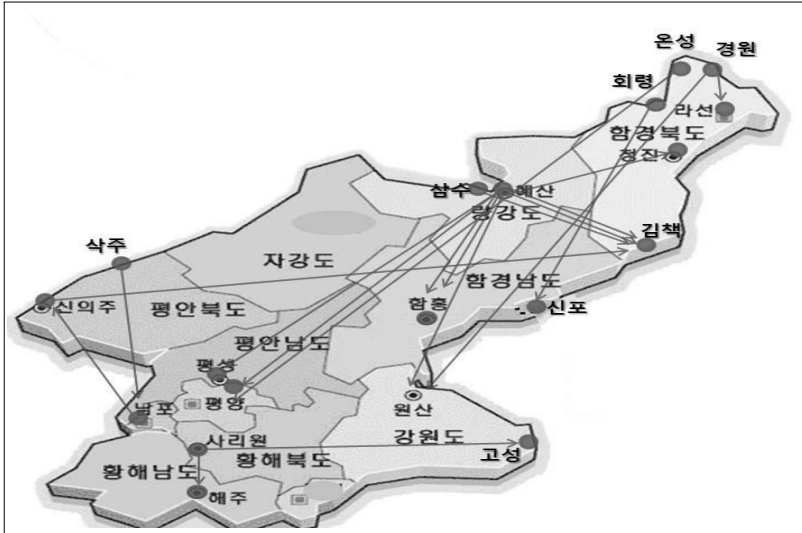 온성
경원
회령
라선
함경북도
청진
삼수
혜산
량강도
김책
삭주
자강도
함경남도
신의주
평안북도
함흥
신포
평안남도
평성
남포
평양
원산
강원도
사리원
고성
황해남도
황해북도
해주